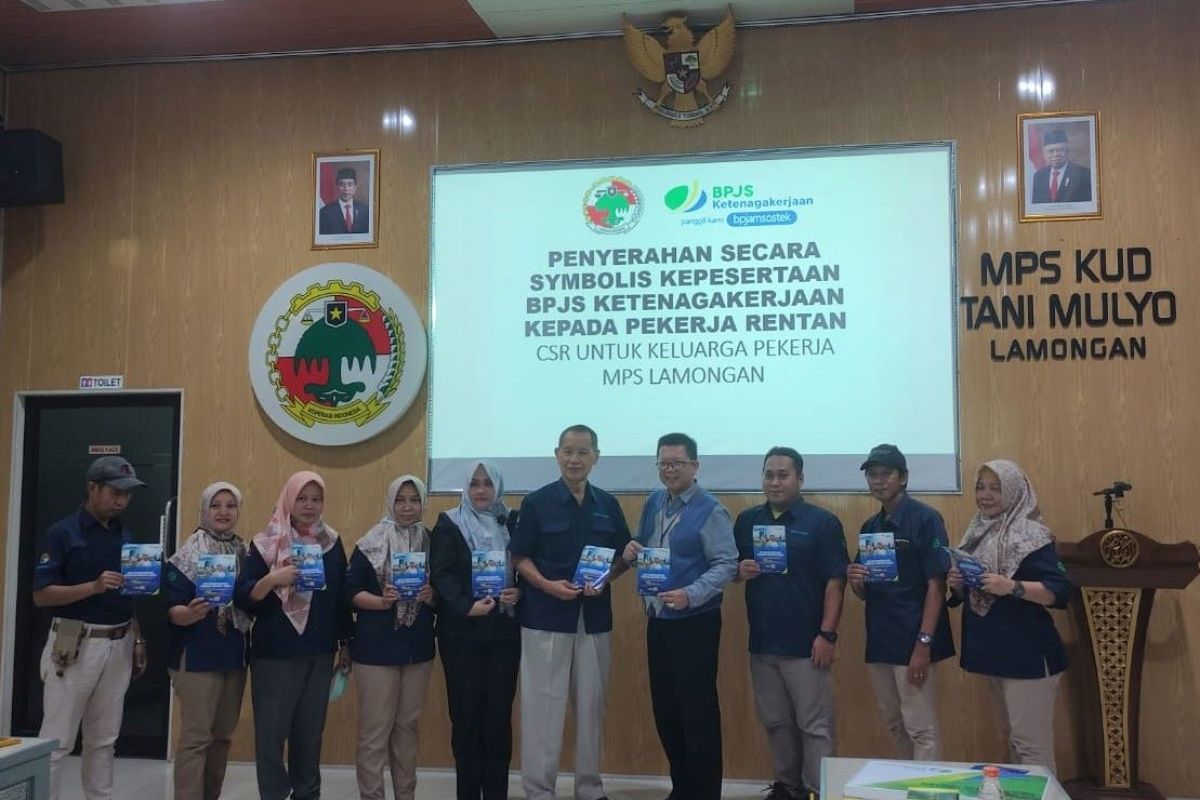 BPJS
Ketenagakerjaan
panggil kami bpjamsostek
PENYERAHAN SECARA
SYMBOLIS KEPESERTAAN
BPJS KETENAGAKERJAAN
KEPADA PEKERJA RENTAN
CSR UNTUK KELUARGA PEKERJA
MPS LAMONGAN
MPS KUD
TANI MULYO
LAMONGAN
KOPERASI INDONESIA
TOILET